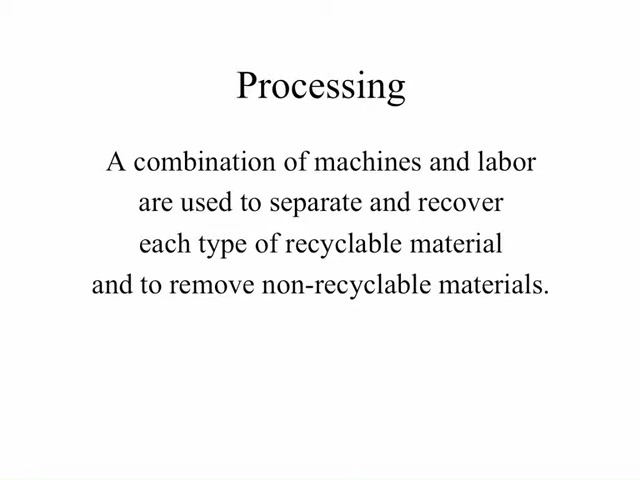 Processing
A combination of machines and labor
are used to separate and recover
each type of recyclable material
and to remove non-recyclable materials.